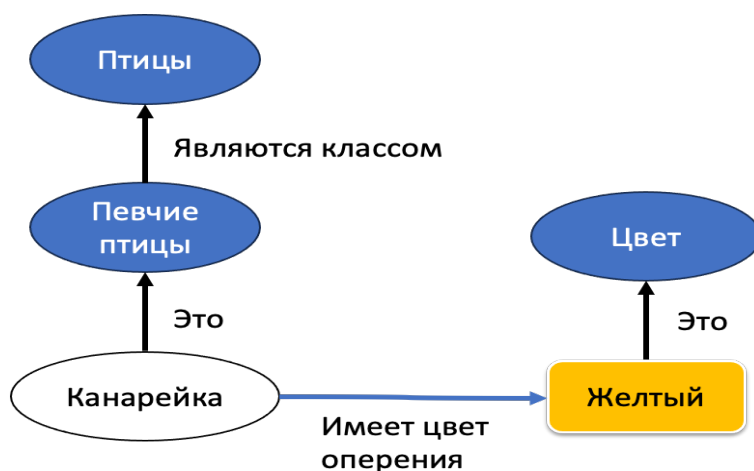 Птицы
Являются классом
Певчие
птицы
Цвет
Это
Это
Канарейка
Желтый
Имеет цвет
оперения